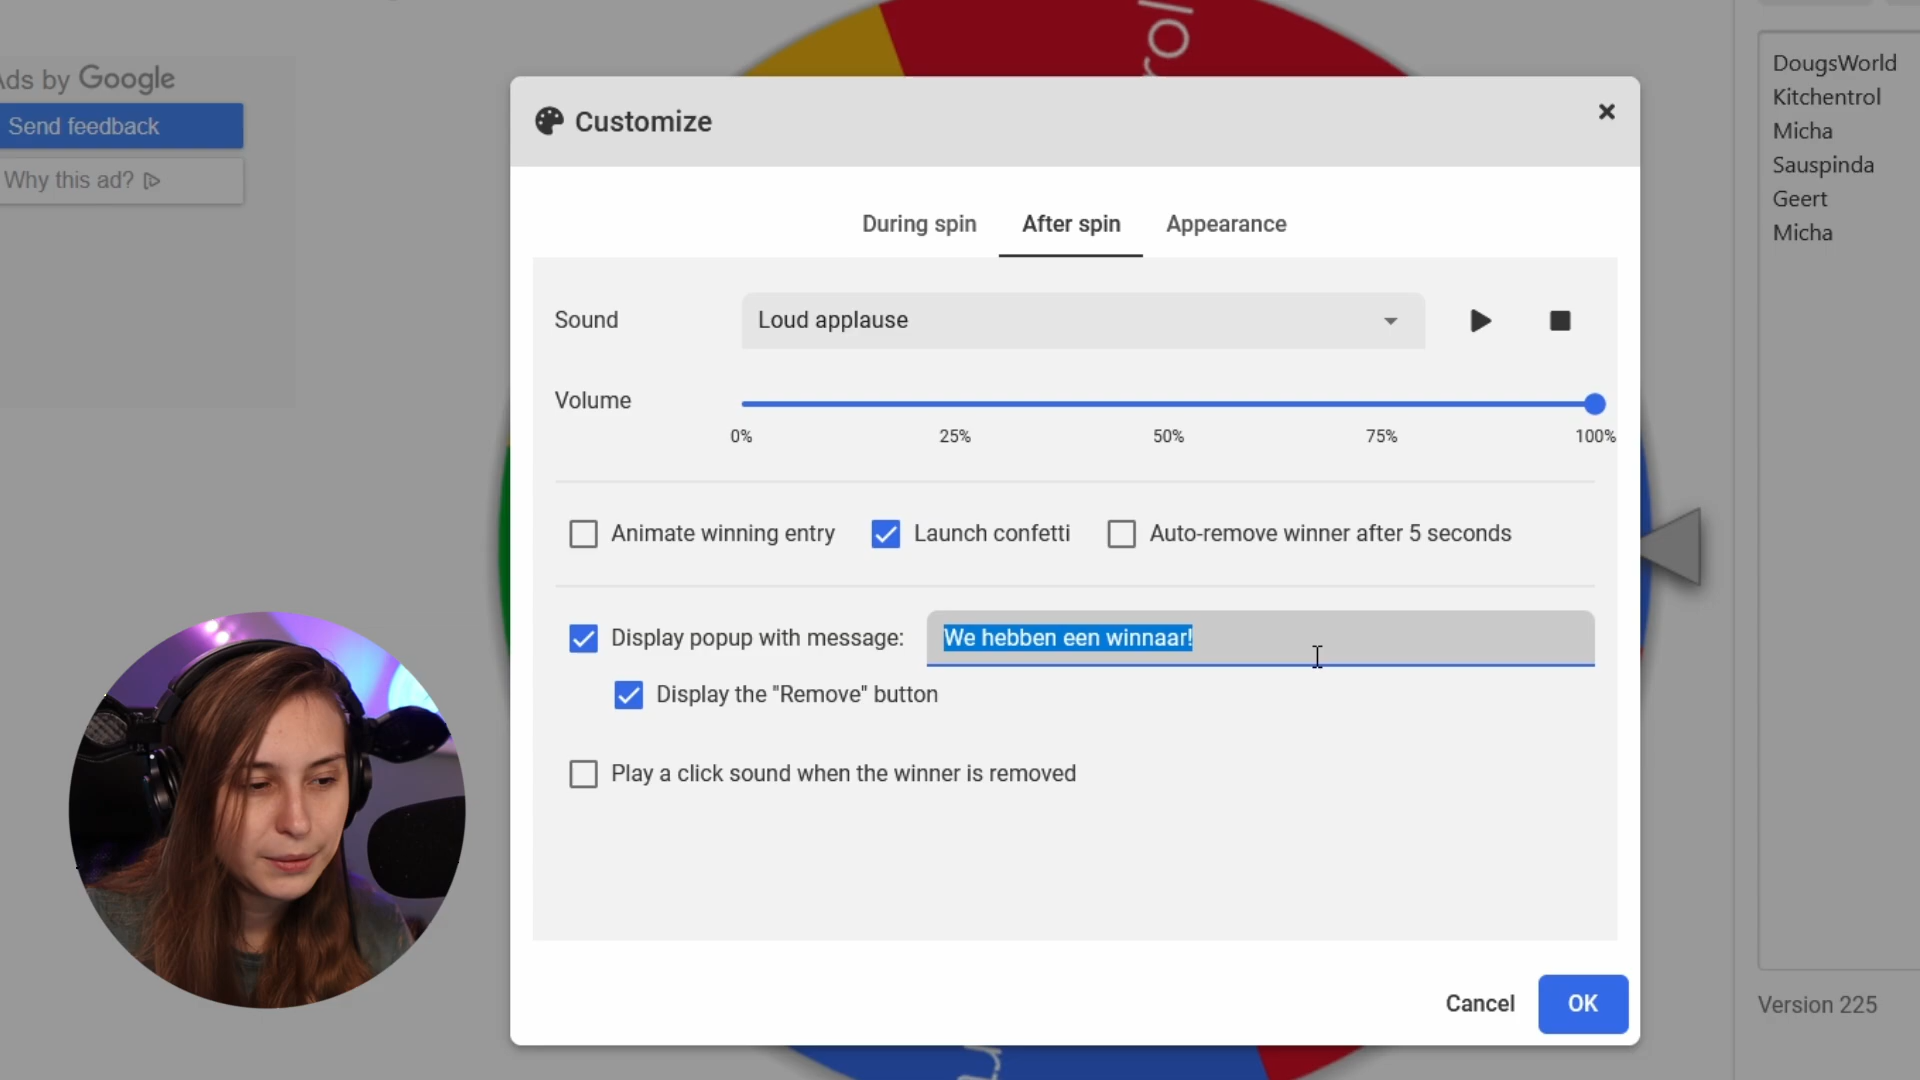 Ads by Google
Send feedback
Why this ad?
rol
Customize
During spin
After spin
Appearance
Sound
Loud applause
Volume
0%
25%
50%
75%
100%
Animate winning entry
Launch confetti
Auto-remove winner after 5 seconds
Display popup with message:
We hebben een winnaar!
Display the "Remove" button
Play a click sound when the winner is removed
Cancel
OK
DougsWorld
Kitchentrol
Micha
Sauspinda
Geert
Micha
Version 225